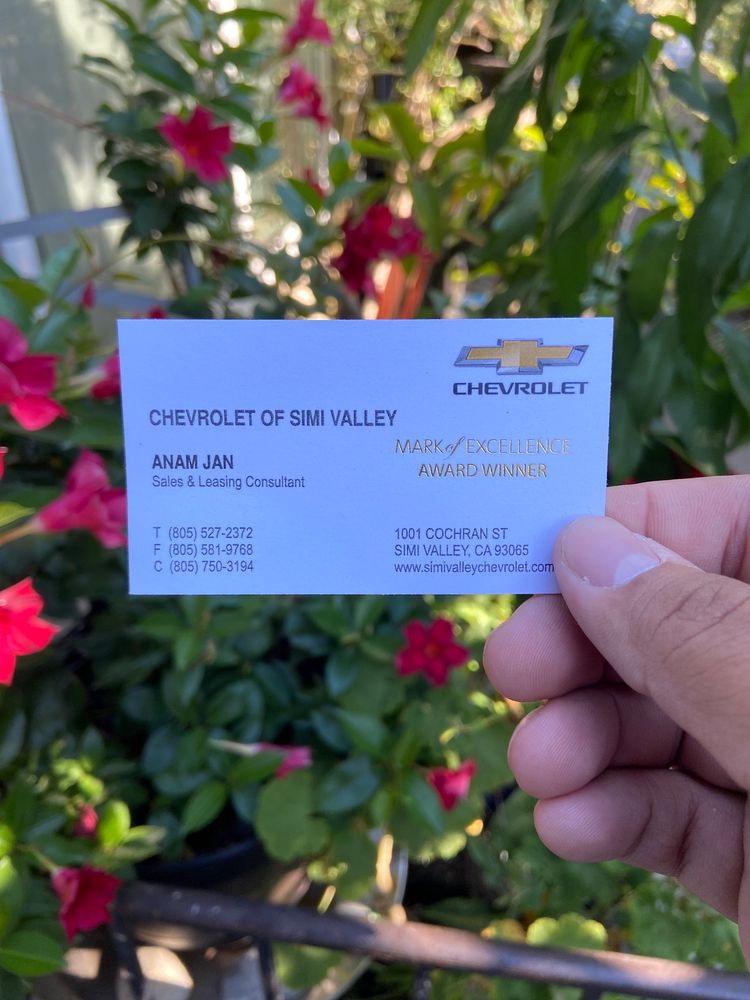 CHEVROLET
CHEVROLET OF SIMI VALLEY
MARK of EXCELLENCE
AWARD WINNER
ANAM JAN
Sales & Leasing Consultant
T (805) 527-2372
F (805) 581-9768
C (805) 750-3194
1001 COCHRAN ST
SIMI VALLEY, CA 93065
www.simivalleychevrolet.com